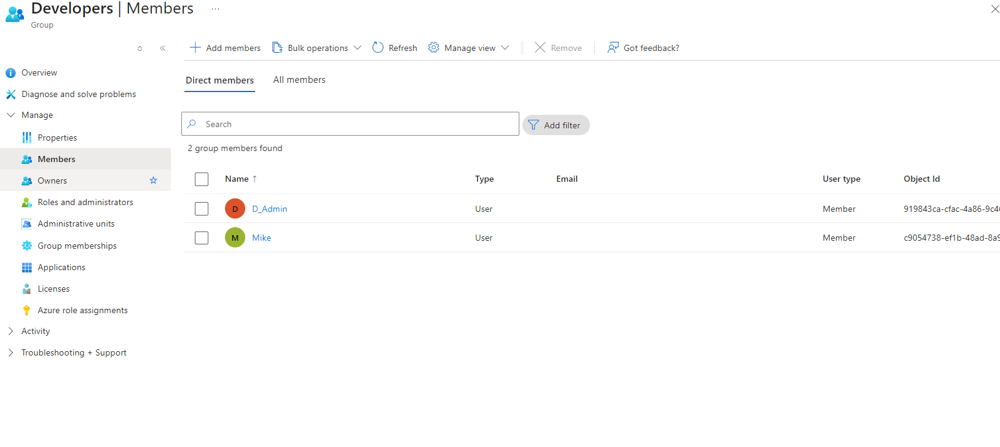 Developers | Members ...
Group
Add members Bulk operations Refresh Manage view Remove Got feedback?
Overview
Diagnose and solve problems
Manage
Properties
Members
Owners
Roles and administrators
Administrative units
Group memberships
Applications
Licenses
Azure role assignments
Activity
Troubleshooting + Support
Direct members All members
Search
Add filter
2 group members found
Name ↑ Type Email User type Object Id
D D_Admin User Member 919843ca-cfac-4a86-9c4
M Mike User Member c9054738-ef1b-48ad-8a9